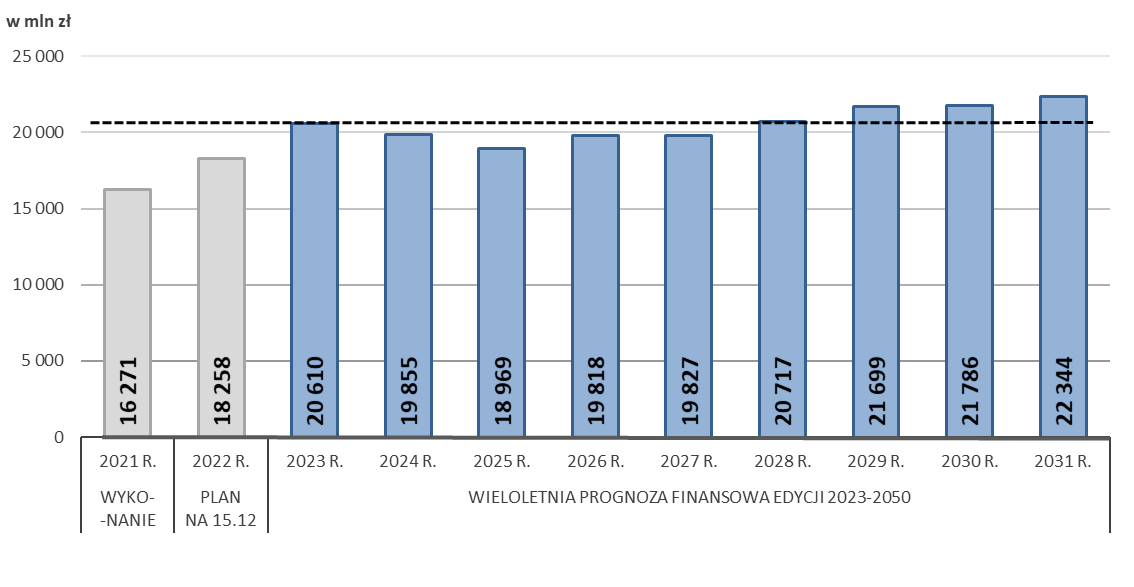 w mln zł
25 000
20 000
15 000
10 000
5 000
0
16 271
18 258
20 610
19 855
18 969
19 818
19 827
20 717
21 699
21 786
22 344
2021 R.
2022 R.
2023 R.
2024 R.
2025 R.
2026 R.
2027 R.
2028 R.
2029 R.
2030 R.
2031 R.
WYKO-
-NANIE
PLAN
NA 15.12
WIELOLETNIA PROGNOZA FINANSOWA EDYCJI 2023-2050